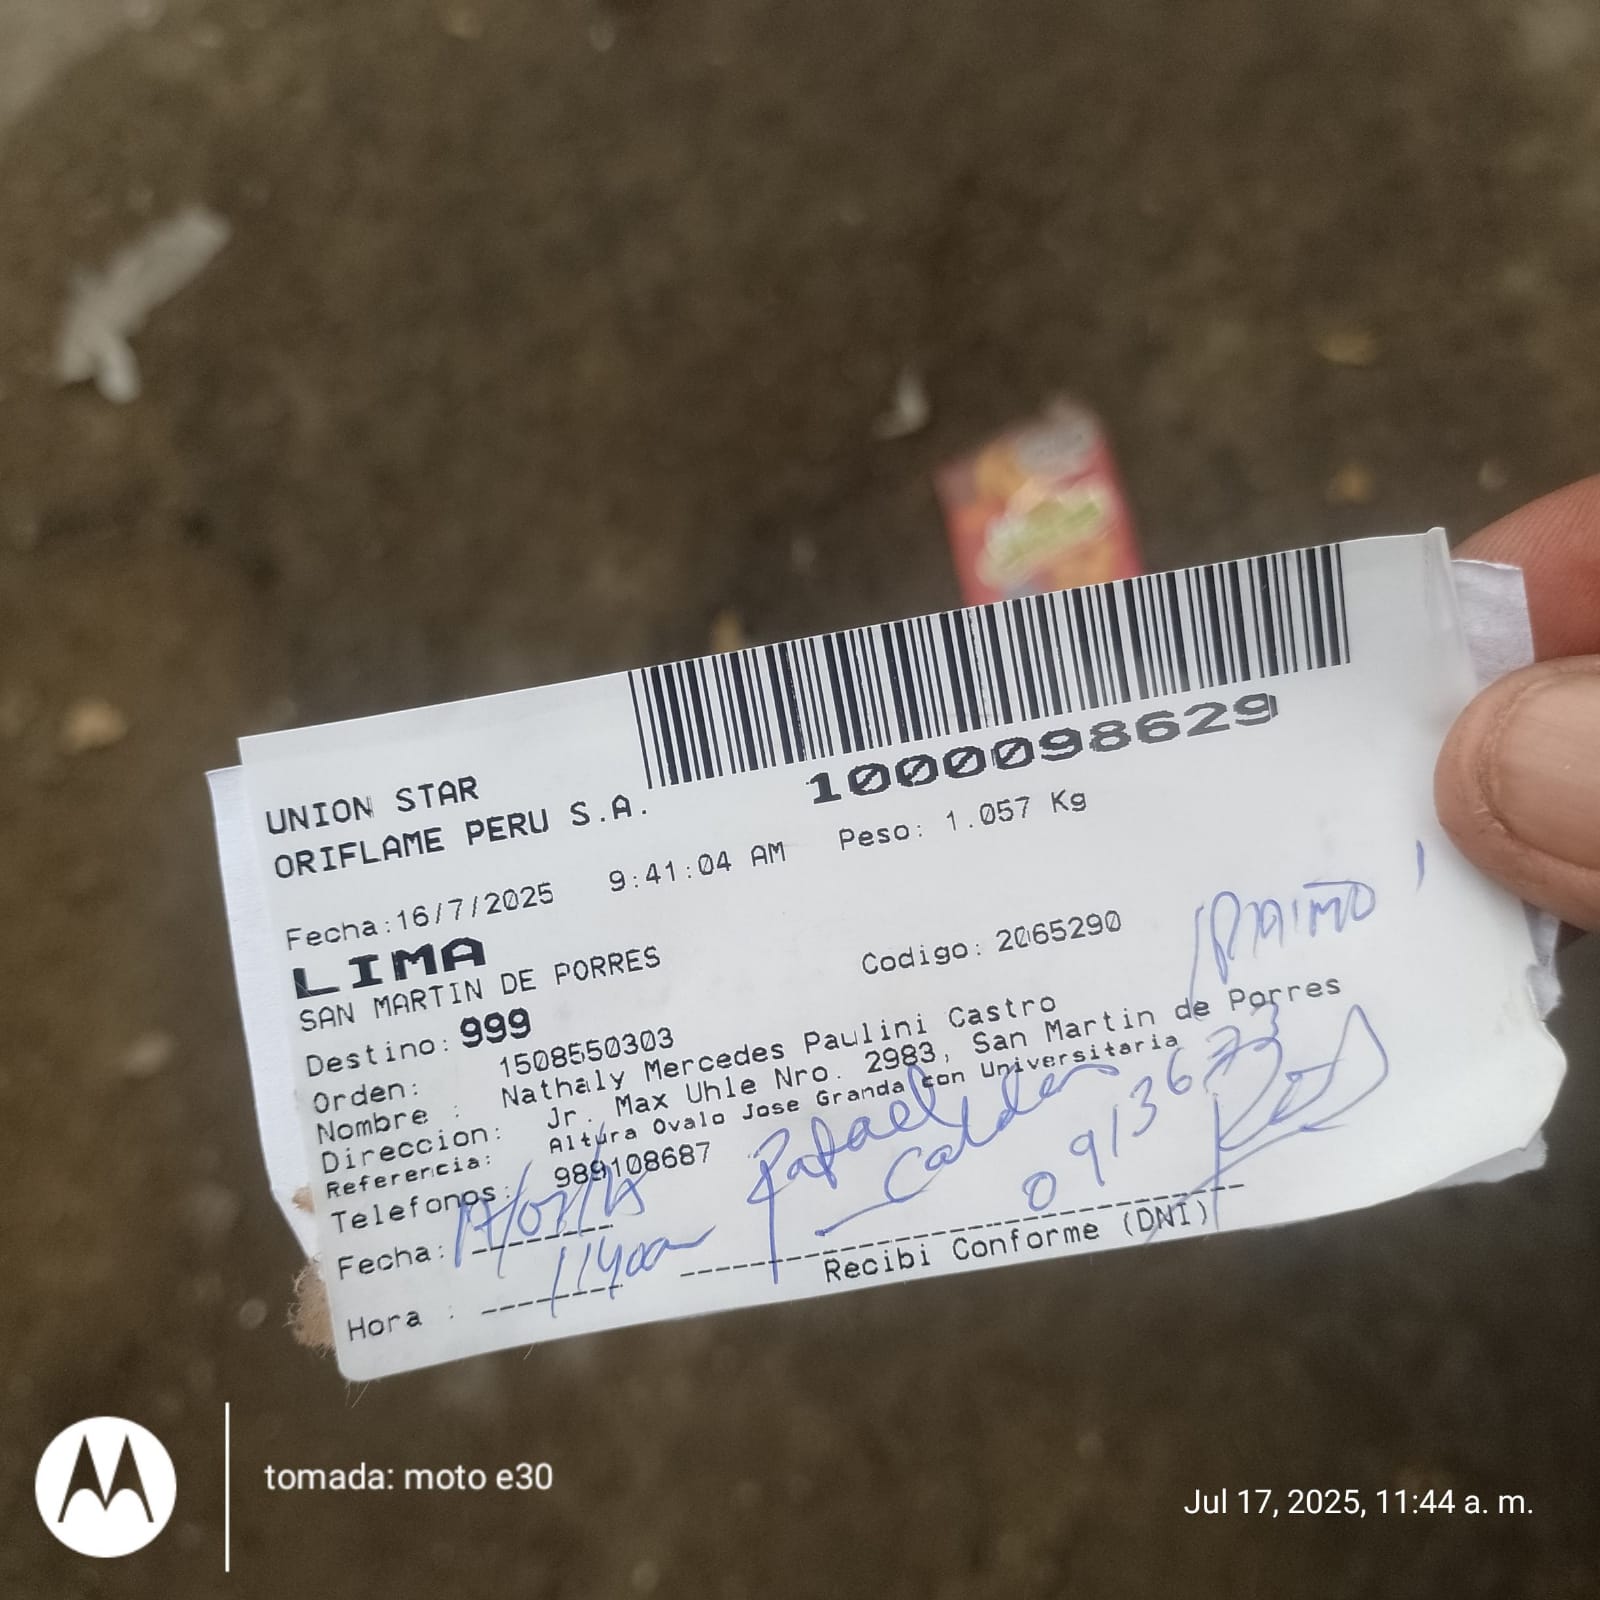 1000098629
UNION STAR
ORIFLAME PERU S.A.
Fecha:16/7/2025 9:41:04 AM Peso: 1.057 Kg
LIMA
SAN MARTIN DE PORRES Codigo: 2065290
Destino: 999
Orden: 1508550303
Nombre : Nathaly Mercedes Paulini Castro
Direccion: Jr. Max Uhle Nro. 2983, San Martin de Porres
Referencia: Altura Ovalo Jose Granda con Universitaria
Telefonos: 989108687
Rafael
Calderon
Fecha:
Hora :
Recibi Conforme (DNI)
tomada: moto e30
Jul 17, 2025, 11:44 a. m.